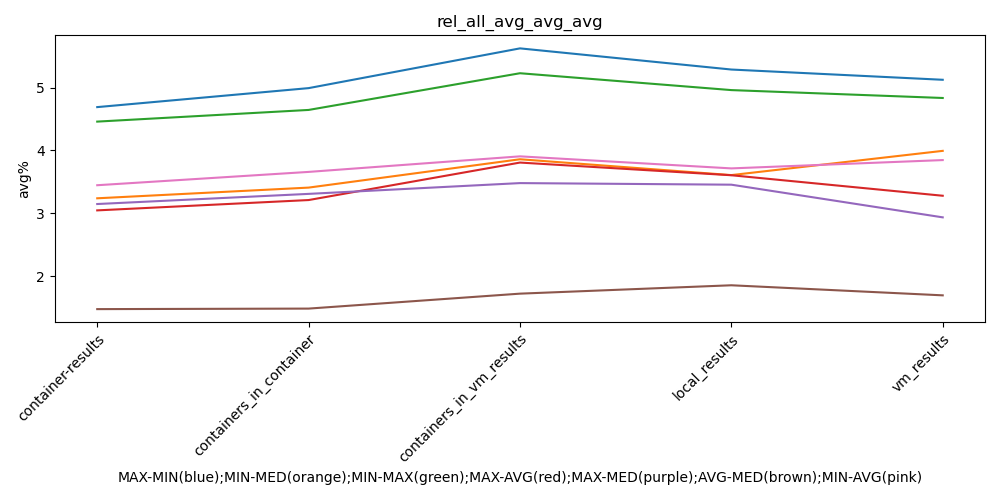 rel_all_avg_avg_avg
avg%
5
4
3
2
container-results
containers_in_container
containers_in_vm_results
local_results
vm_results
MAX-MIN(blue);MIN-MED(orange);MIN-MAX(green);MAX-AVG(red);MAX-MED(purple);AVG-MED(brown);MIN-AVG(pink)